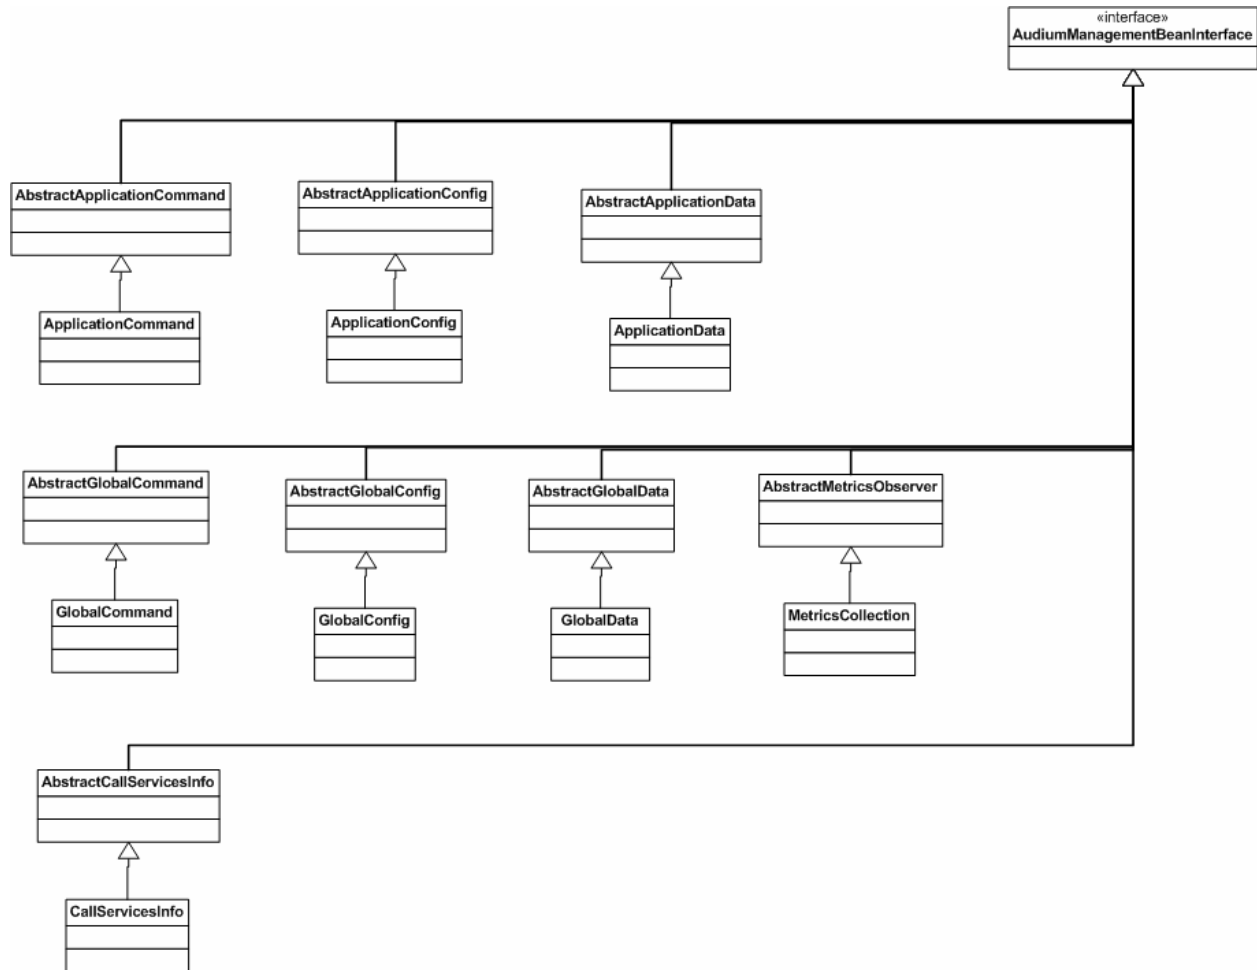 «interface»
AudiumManagementBeanInterface
AbstractApplicationCommand
AbstractApplicationConfig
AbstractApplicationData
ApplicationCommand
ApplicationConfig
ApplicationData
AbstractGlobalCommand
AbstractGlobalConfig
AbstractGlobalData
AbstractMetricsObserver
GlobalCommand
GlobalConfig
GlobalData
MetricsCollection
AbstractCallServicesInfo
CallServicesInfo